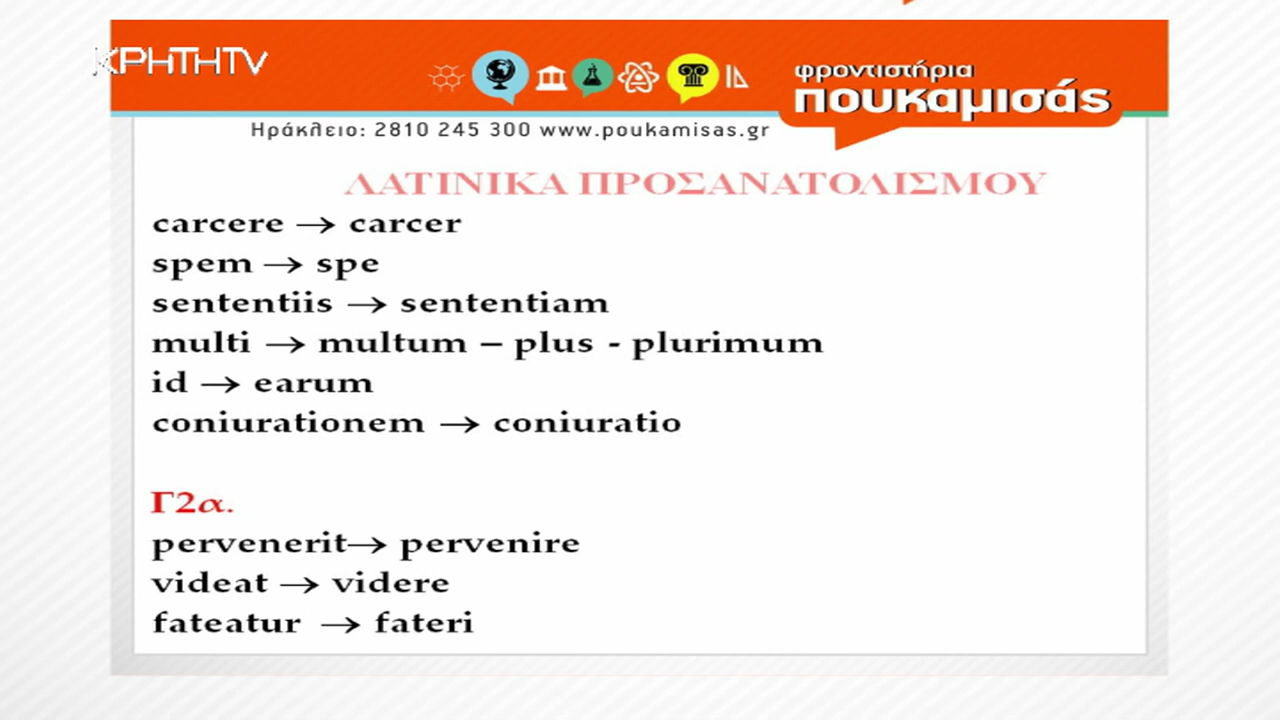 ΚΡΗΤΗTV
φροντιστήρια
πουκαμισάς
Ηράκλειο: 2810 245 300 www.poukamisas.gr
ΛΑΤΙΝΙΚΑ ΠΡΟΣΑΝΑΤΟΛΙΣΜΟΥ
carcere → carcer
spem → spe
sententiis → sententiam
multi → multum – plus - plurimum
id → earum
coniurationem → coniuratio
Γ2α.
pervenerit→ pervenire
videat → videre
fateatur → fateri